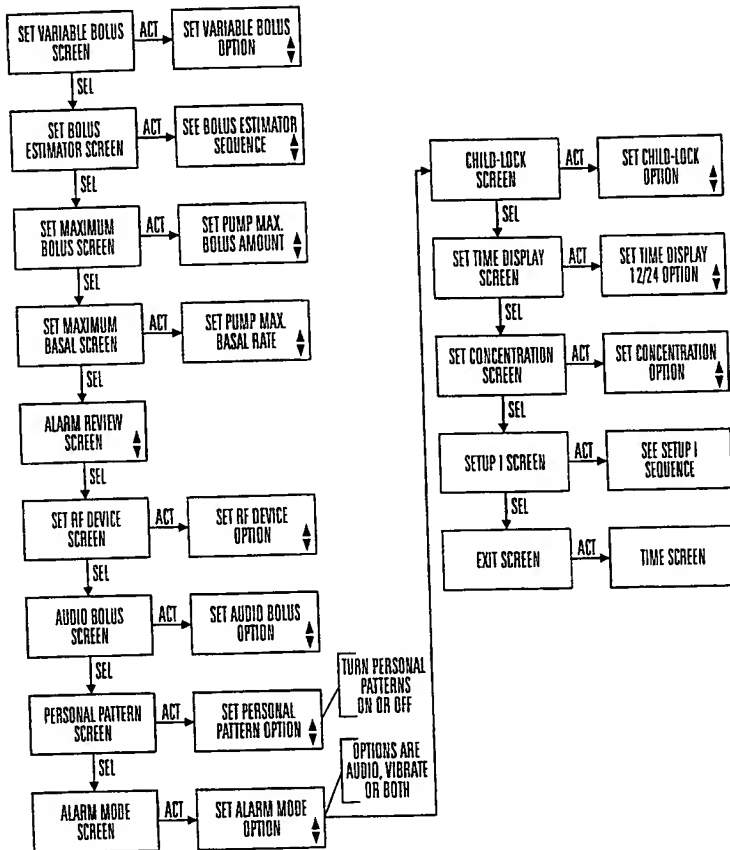 SET VARIABLE BOLUS
SCREEN
ACT
SET VARIABLE BOLUS
OPTION
SEL
SET BOLUS
ESTIMATOR SCREEN
ACT
SEE BOLUS ESTIMATOR
SEQUENCE
SEL
SET MAXIMUM
BOLUS SCREEN
ACT
SET PUMP MAX.
BOLUS AMOUNT
SEL
SET MAXIMUM
BASAL SCREEN
ACT
SET PUMP MAX.
BASAL RATE
SEL
ALARM REVIEW
SCREEN
SEL
SET RF DEVICE
SCREEN
ACT
SET RF DEVICE
OPTION
SEL
AUDIO BOLUS
SCREEN
ACT
SET AUDIO BOLUS
OPTION
SEL
PERSONAL PATTERN
SCREEN
ACT
SET PERSONAL
PATTERN OPTION
TURN PERSONAL
PATTERNS
ON OR OFF
SEL
ALARM MODE
SCREEN
ACT
SET ALARM MODE
OPTION
OPTIONS ARE
AUDIO, VIBRATE
OR BOTH
CHILD-LOCK
SCREEN
ACT
SET CHILD-LOCK
OPTION
SEL
SET TIME DISPLAY
SCREEN
ACT
SET TIME DISPLAY
12/24 OPTION
SEL
SET CONCENTRATION
SCREEN
ACT
SET CONCENTRATION
OPTION
SEL
SETUP I SCREEN
ACT
SEE SETUP I
SEQUENCE
SEL
EXIT SCREEN
ACT
TIME SCREEN